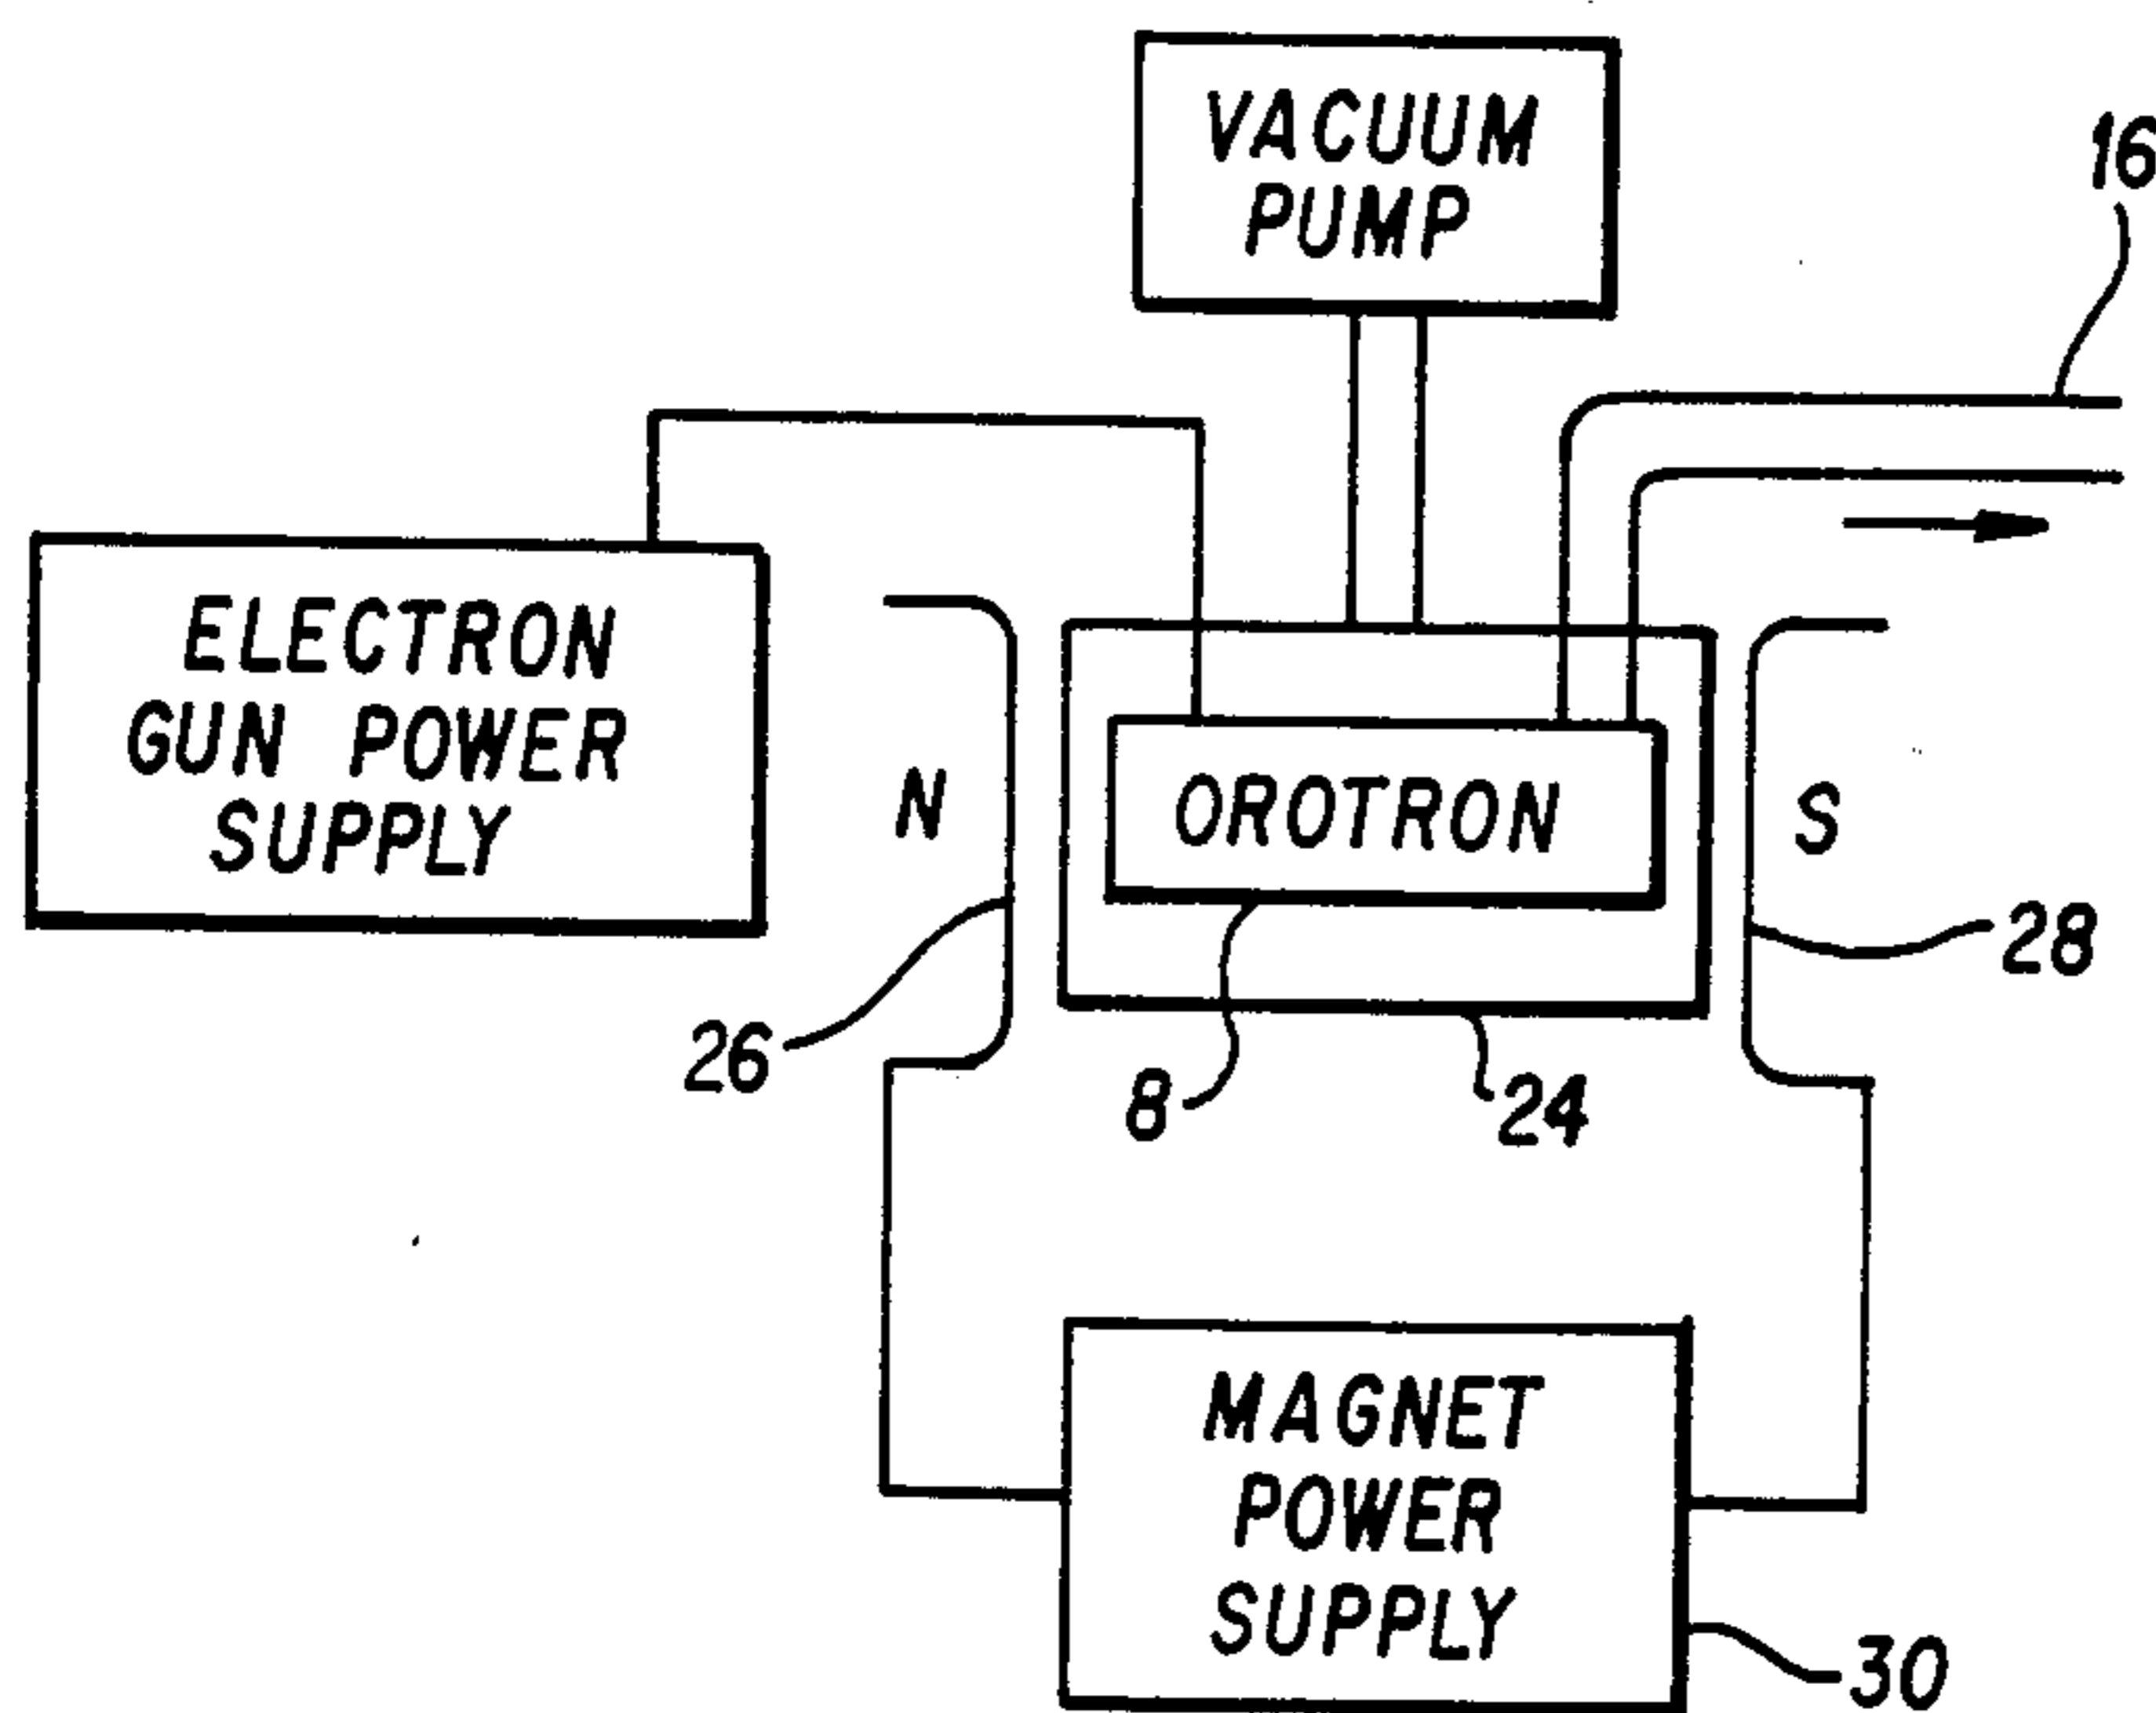 VACUUM
PUMP
16
ELECTRON
GUN POWER
SUPPLY
N
OROTRON
S
26
8
24
28
MAGNET
POWER
SUPPLY
30